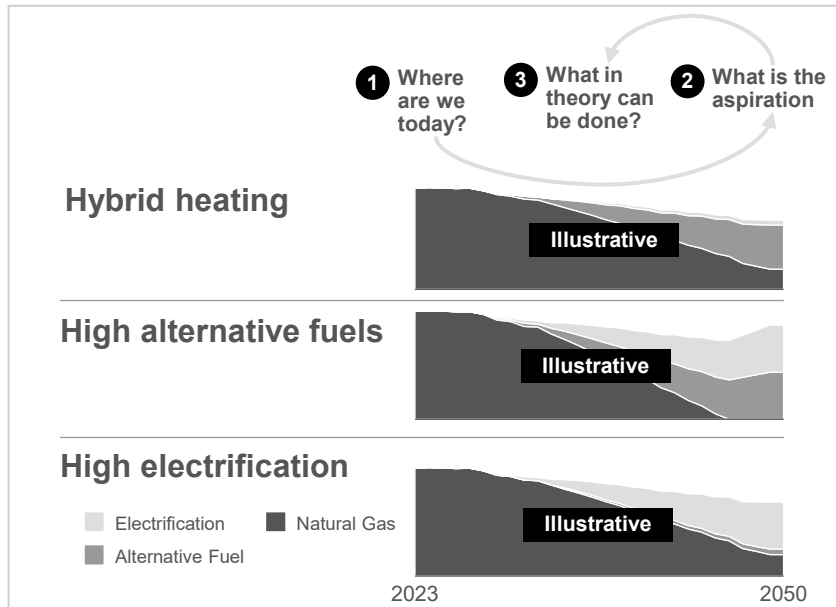 1 Where are we today?
3 What in theory can be done?
2 What is the aspiration
Hybrid heating
Illustrative
High alternative fuels
Illustrative
High electrification
Illustrative
Electrification
Natural Gas
Alternative Fuel
2023
2050